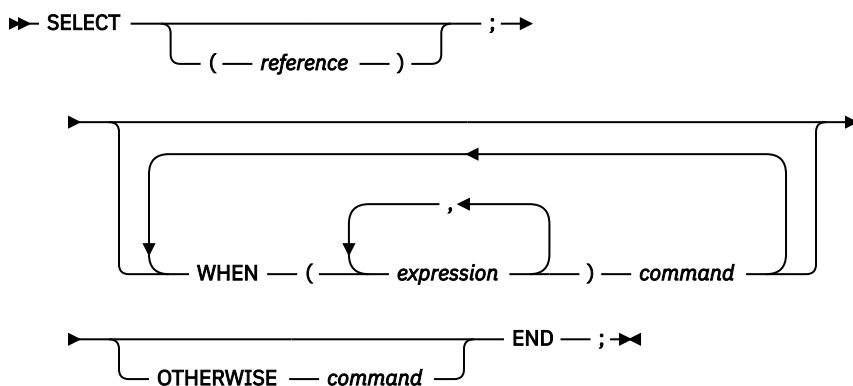 SELECT ;
( reference )
,
WHEN ( expression ) command
END ;
OTHERWISE command